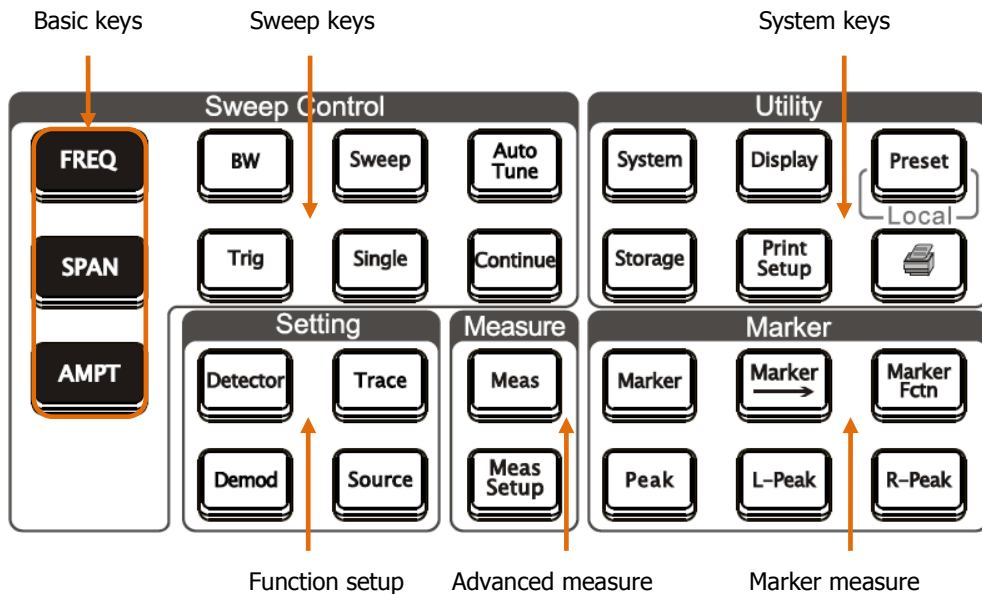 Basic keys
Sweep keys
System keys
Sweep Control
Utility
FREQ
BW
Sweep
Auto
Tune
System
Display
Preset
Local
SPAN
Trig
Single
Continue
Storage
Print
Setup
Setting
Measure
Marker
AMPT
Detector
Trace
Meas
Marker
Marker
Marker
Fctn
Demod
Source
Meas
Setup
Peak
L-Peak
R-Peak
Function setup
Advanced measure
Marker measure